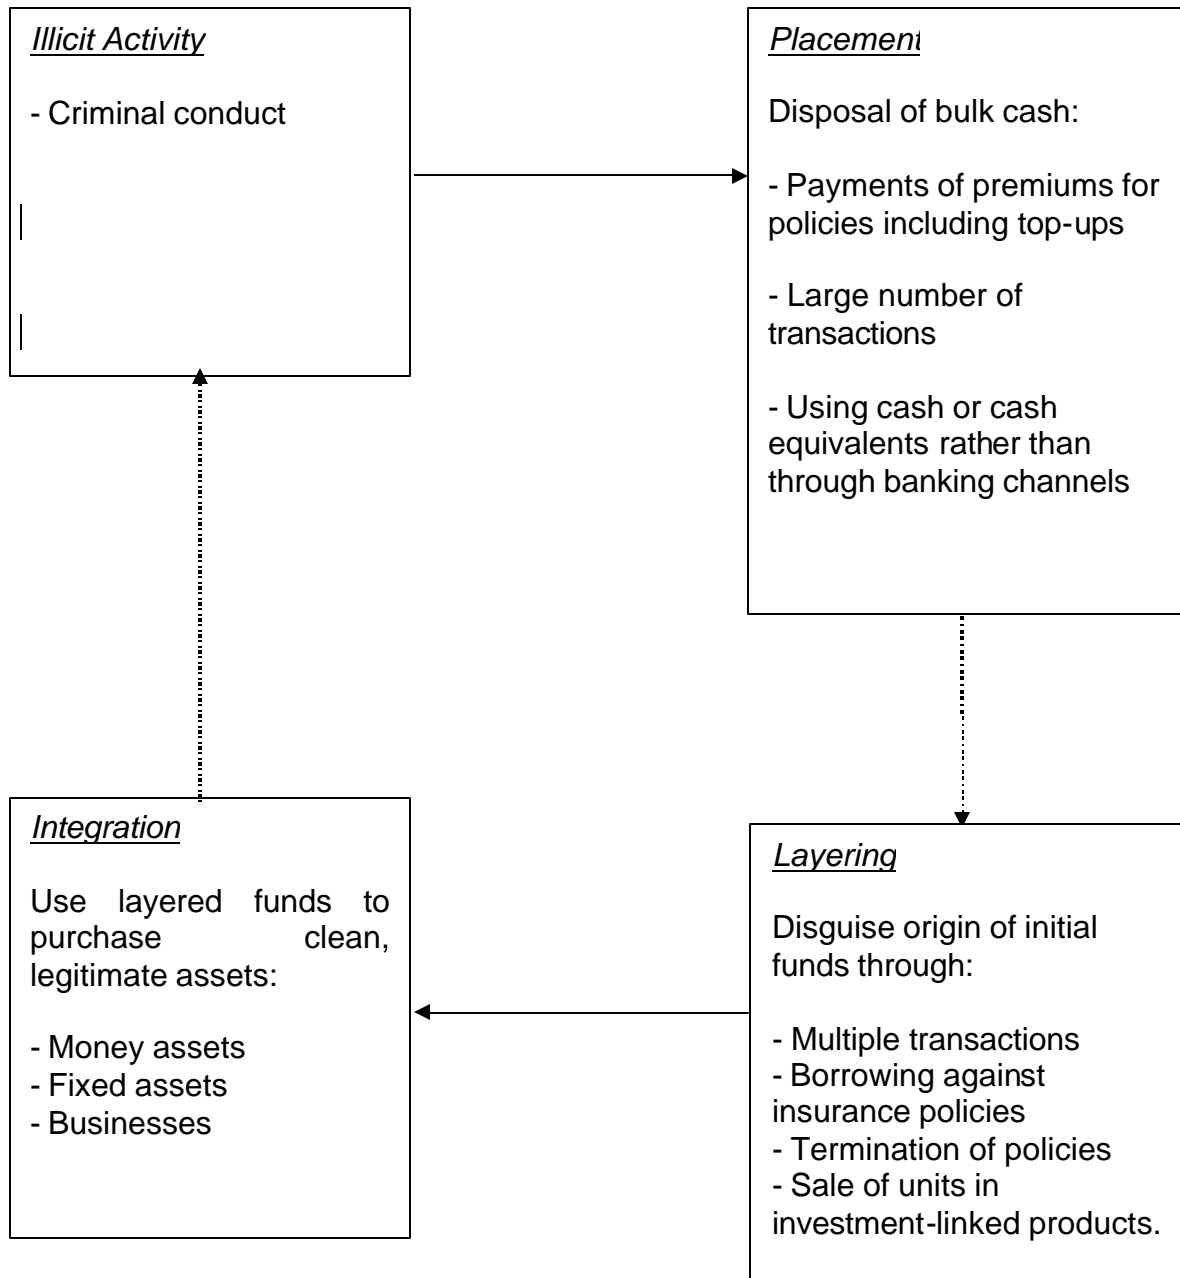 Illicit Activity
- Criminal conduct
Placement
Disposal of bulk cash:
- Payments of premiums for
policies including top-ups
- Large number of
transactions
- Using cash or cash
equivalents rather than
through banking channels
Layering
Disguise origin of initial
funds through:
- Multiple transactions
- Borrowing against
insurance policies
- Termination of policies
- Sale of units in
investment-linked products.
Integration
Use layered funds to
purchase clean,
legitimate assets:
- Money assets
- Fixed assets
- Businesses